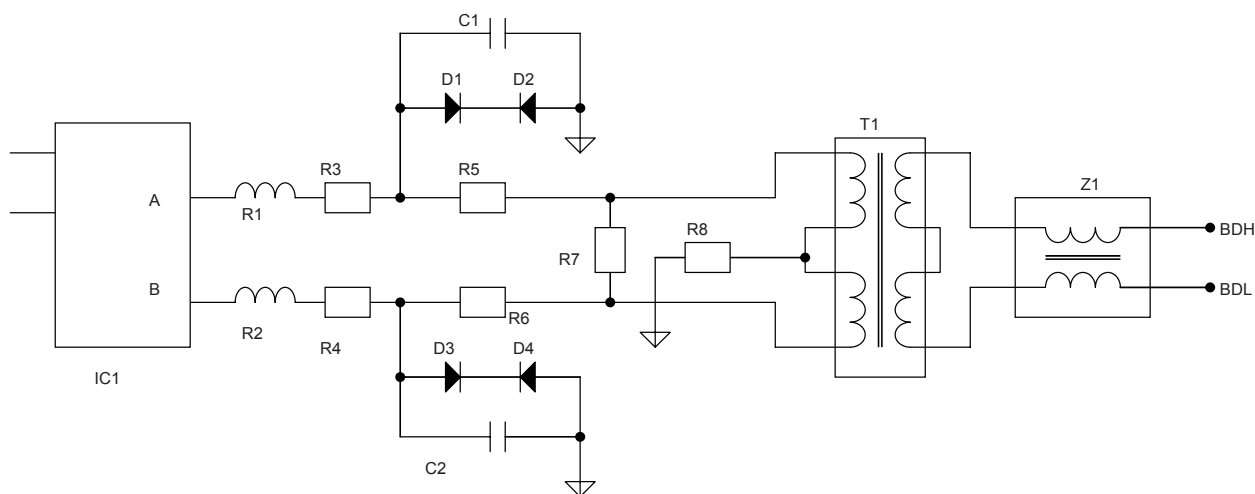 C1
D1
D2
T1
R3
R5
Z1
A
R1
BDH
R8
R7
B
BDL
R2
R6
R4
D3
D4
IC1
C2